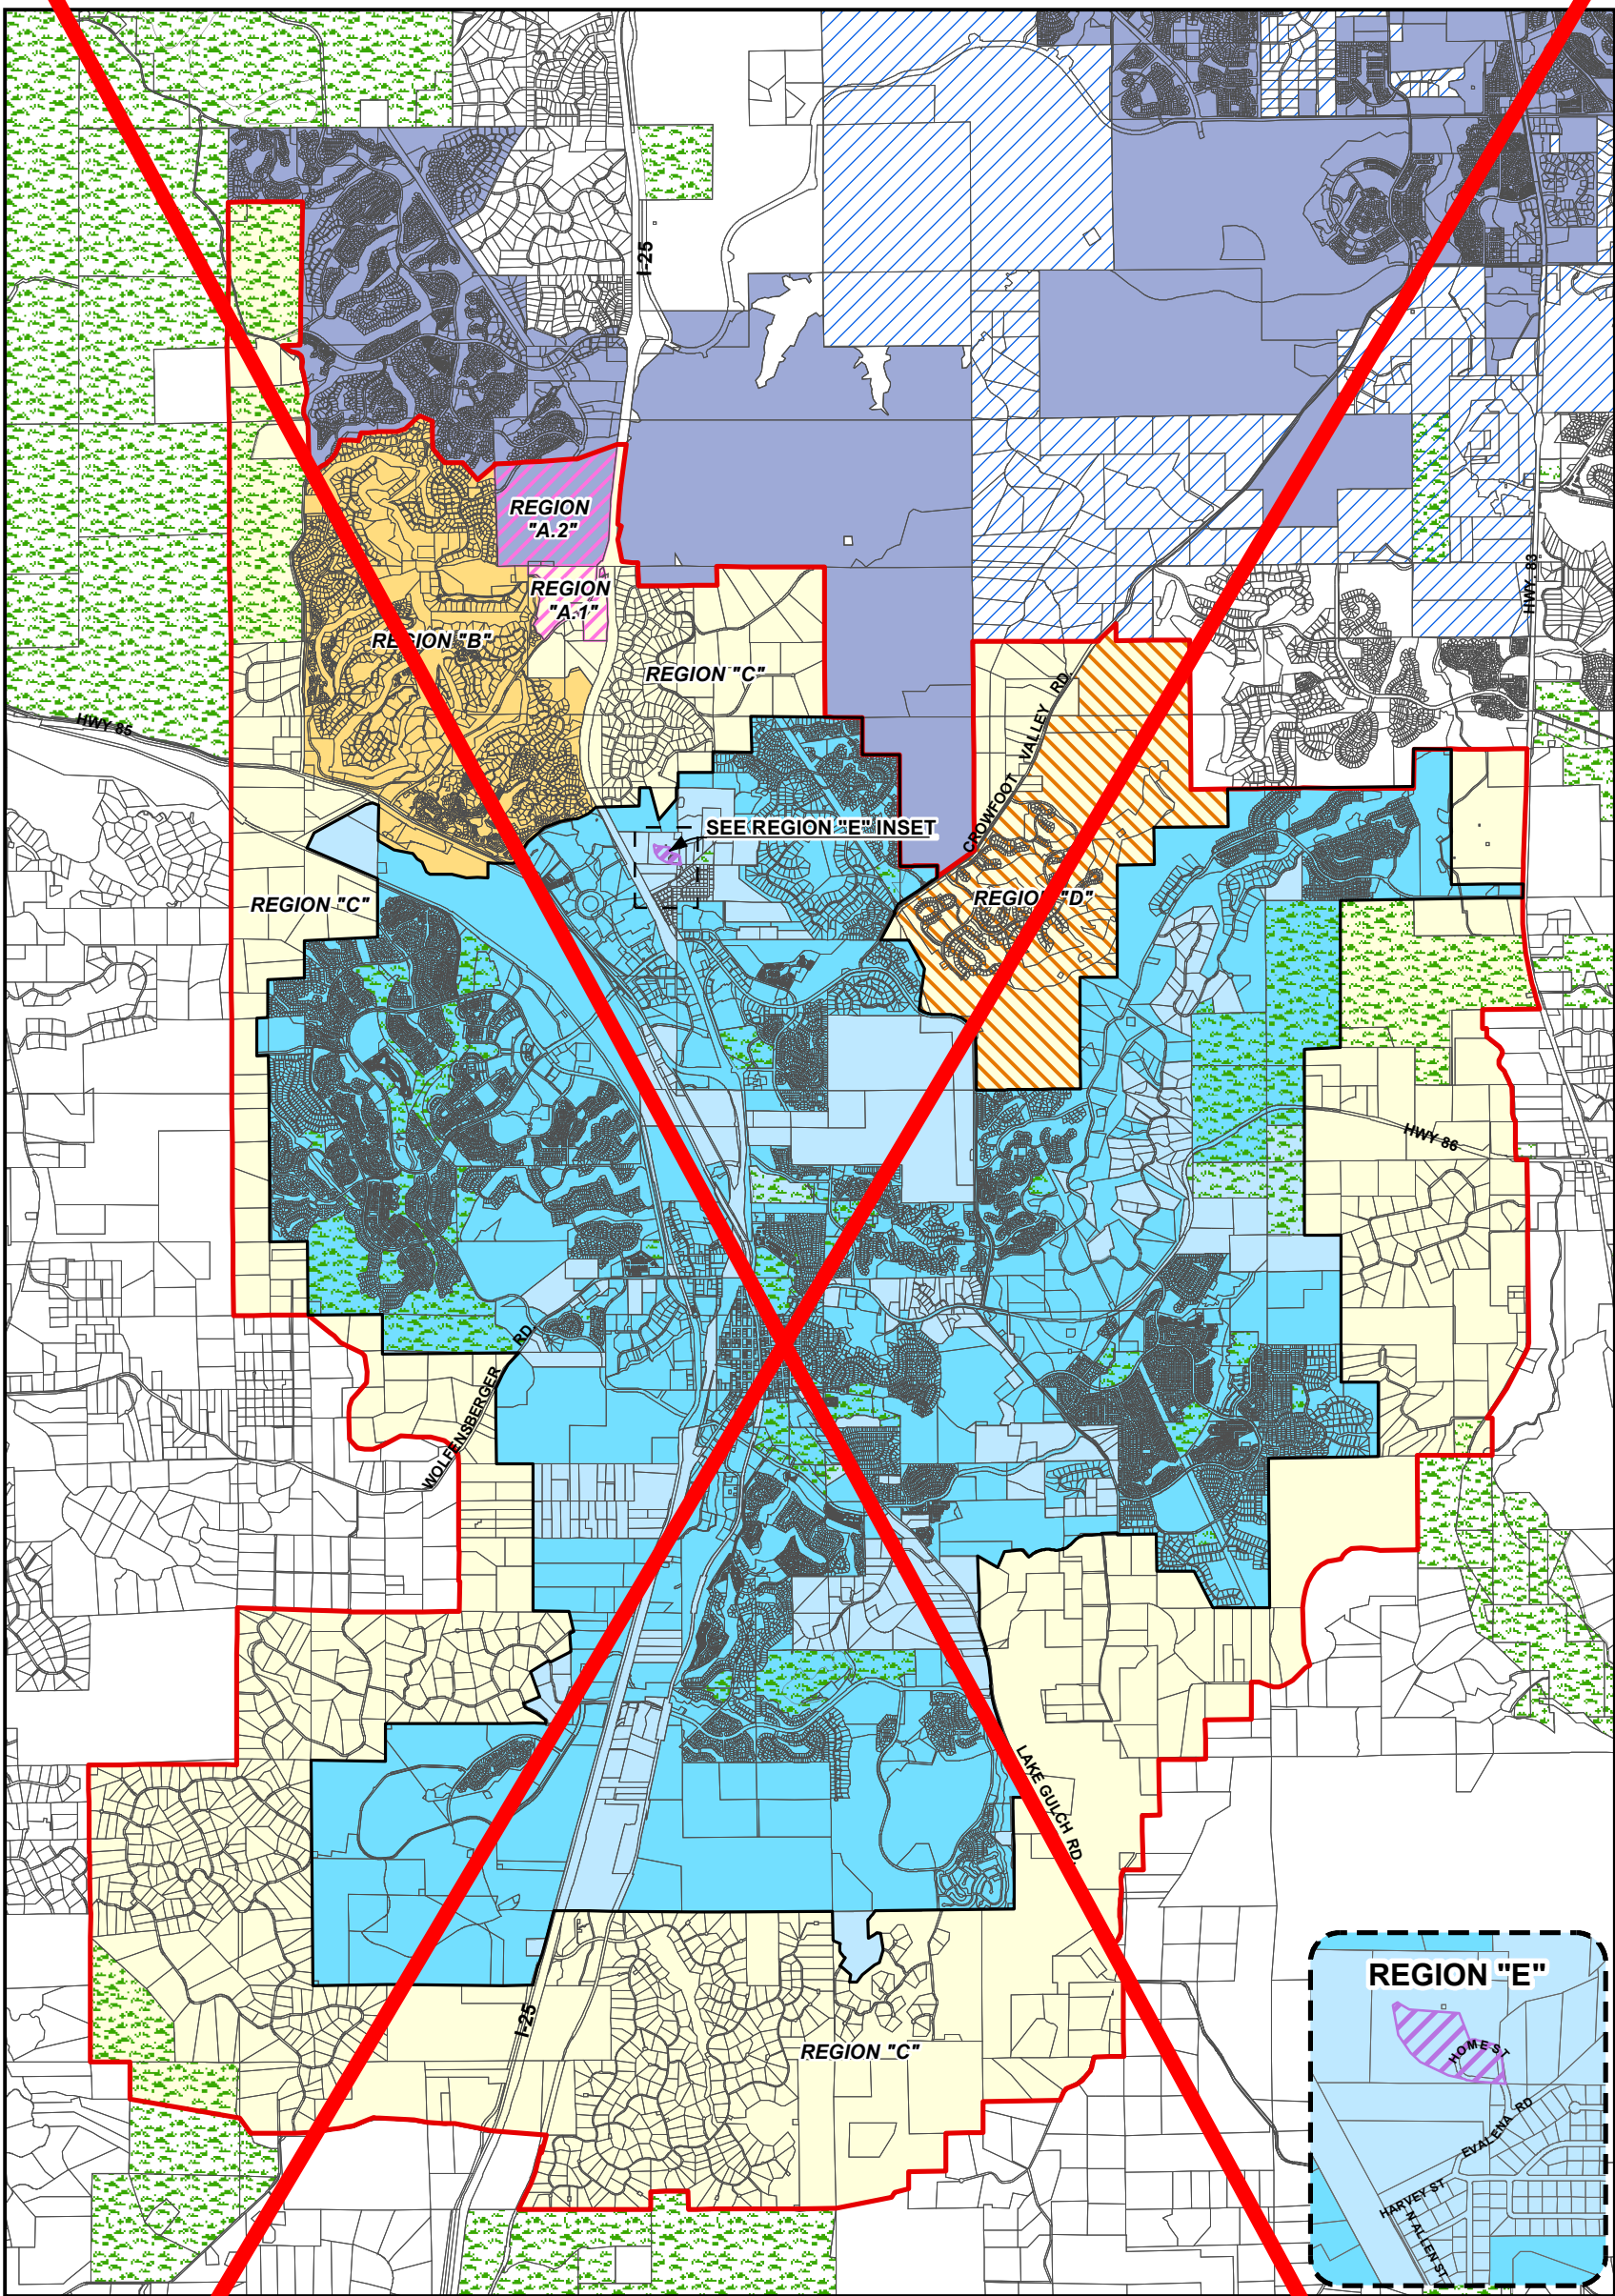 I-25
REGION
"A.2"
REGION
"A.1"
HWY 83
REGION "B"
REGION "C"
CROWFOOT VALLEY RD.
HWY 85
SEE REGION "E" INSET
REGION "C"
REGION "D"
HWY 86
WOLFENSBERGER RD.
LAKE GULCH RD.
I-25
REGION "C"
REGION "E"
HOME ST
EVALENA RD
HARVEY ST
N ALLEN ST